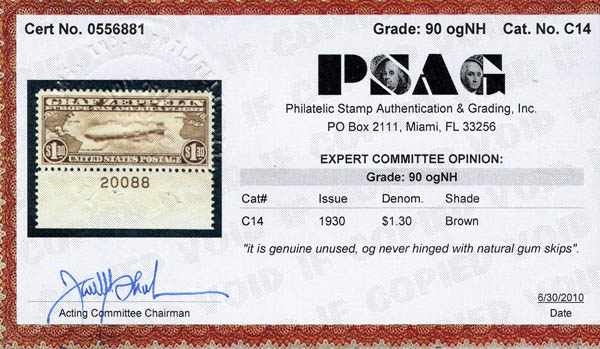 Cert No. 0556881
Grade: 90 ogNH
Cat. No. C14
PSAG
Philatelic Stamp Authentication & Grading, Inc.
PO Box 2111, Miami, FL 33256
GRAF ZEPPELIN
$1.30
$1.30
UNITED STATES POSTAGE
20088
EXPERT COMMITTEE OPINION:
Grade: 90 ogNH
Cat# Issue Denom. Shade
C14 1930 $1.30 Brown
"it is genuine unused, og never hinged with natural gum skips".
6/30/2010
Acting Committee Chairman
Date
VOID IF COPIED